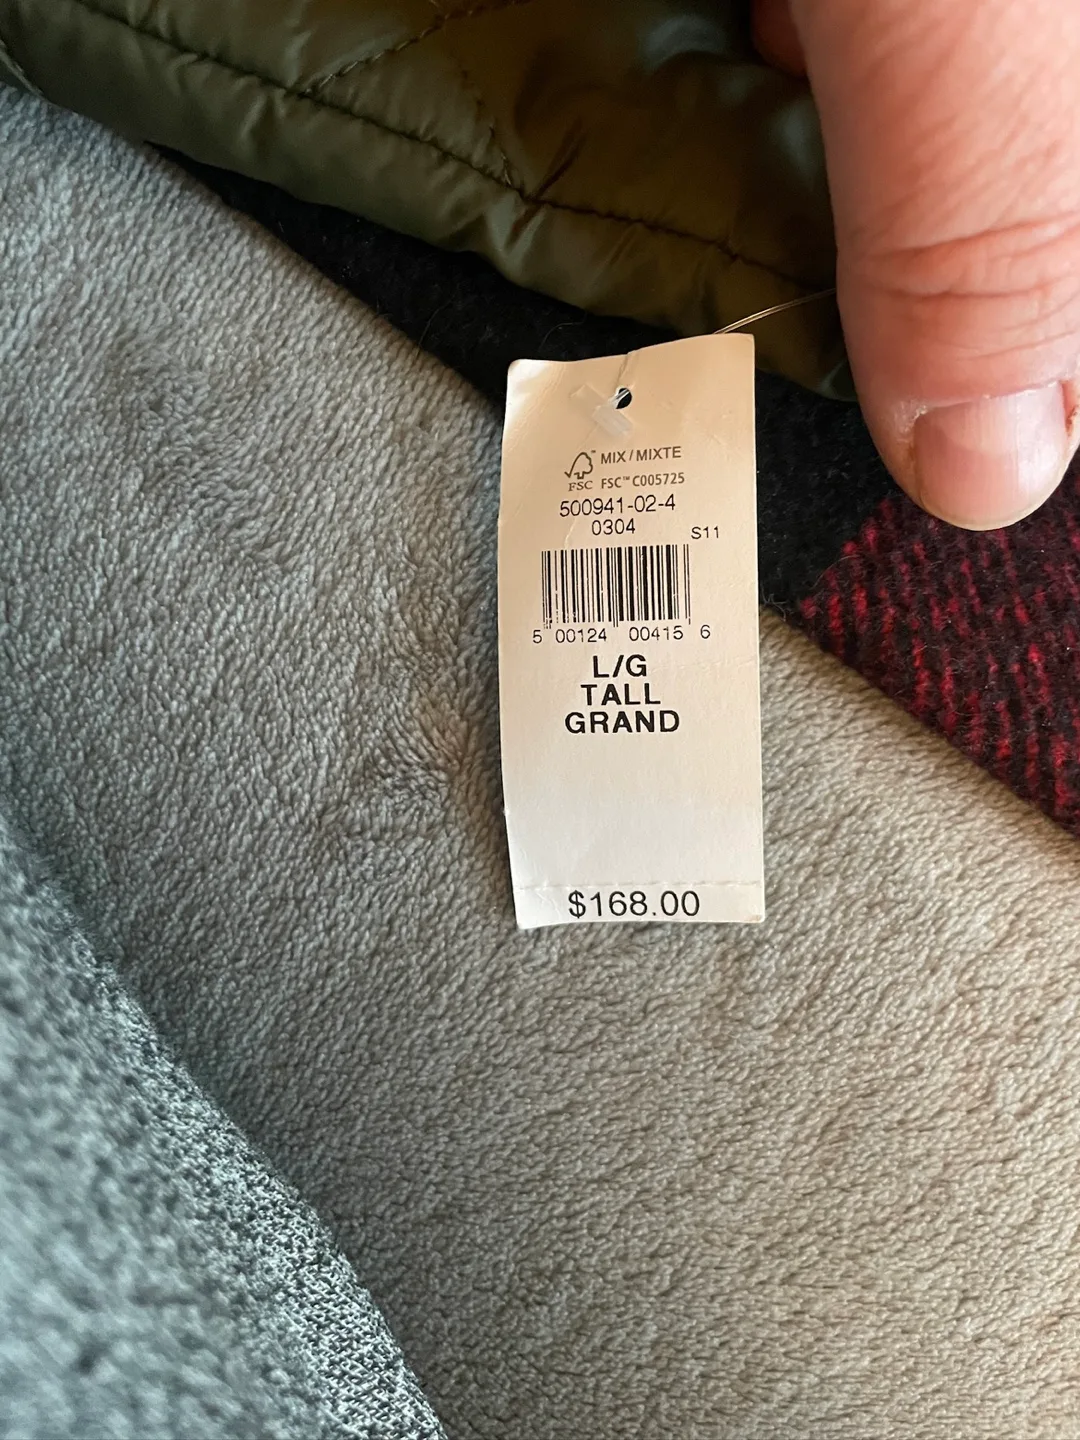 MIX / MIXTE
FSC FSC™ C005725
500941-02-4
0304
S11
5 00124 00415 6
L/G
TALL
GRAND
$168.00